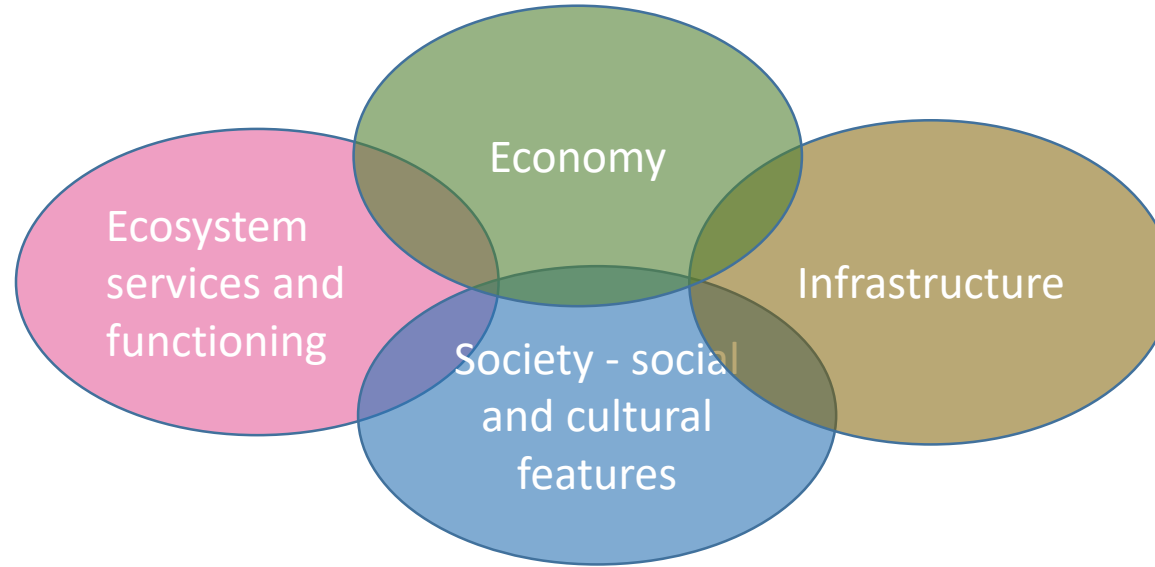 Economy
Ecosystem
services and
functioning
Infrastructure
Society - social
and cultural
features